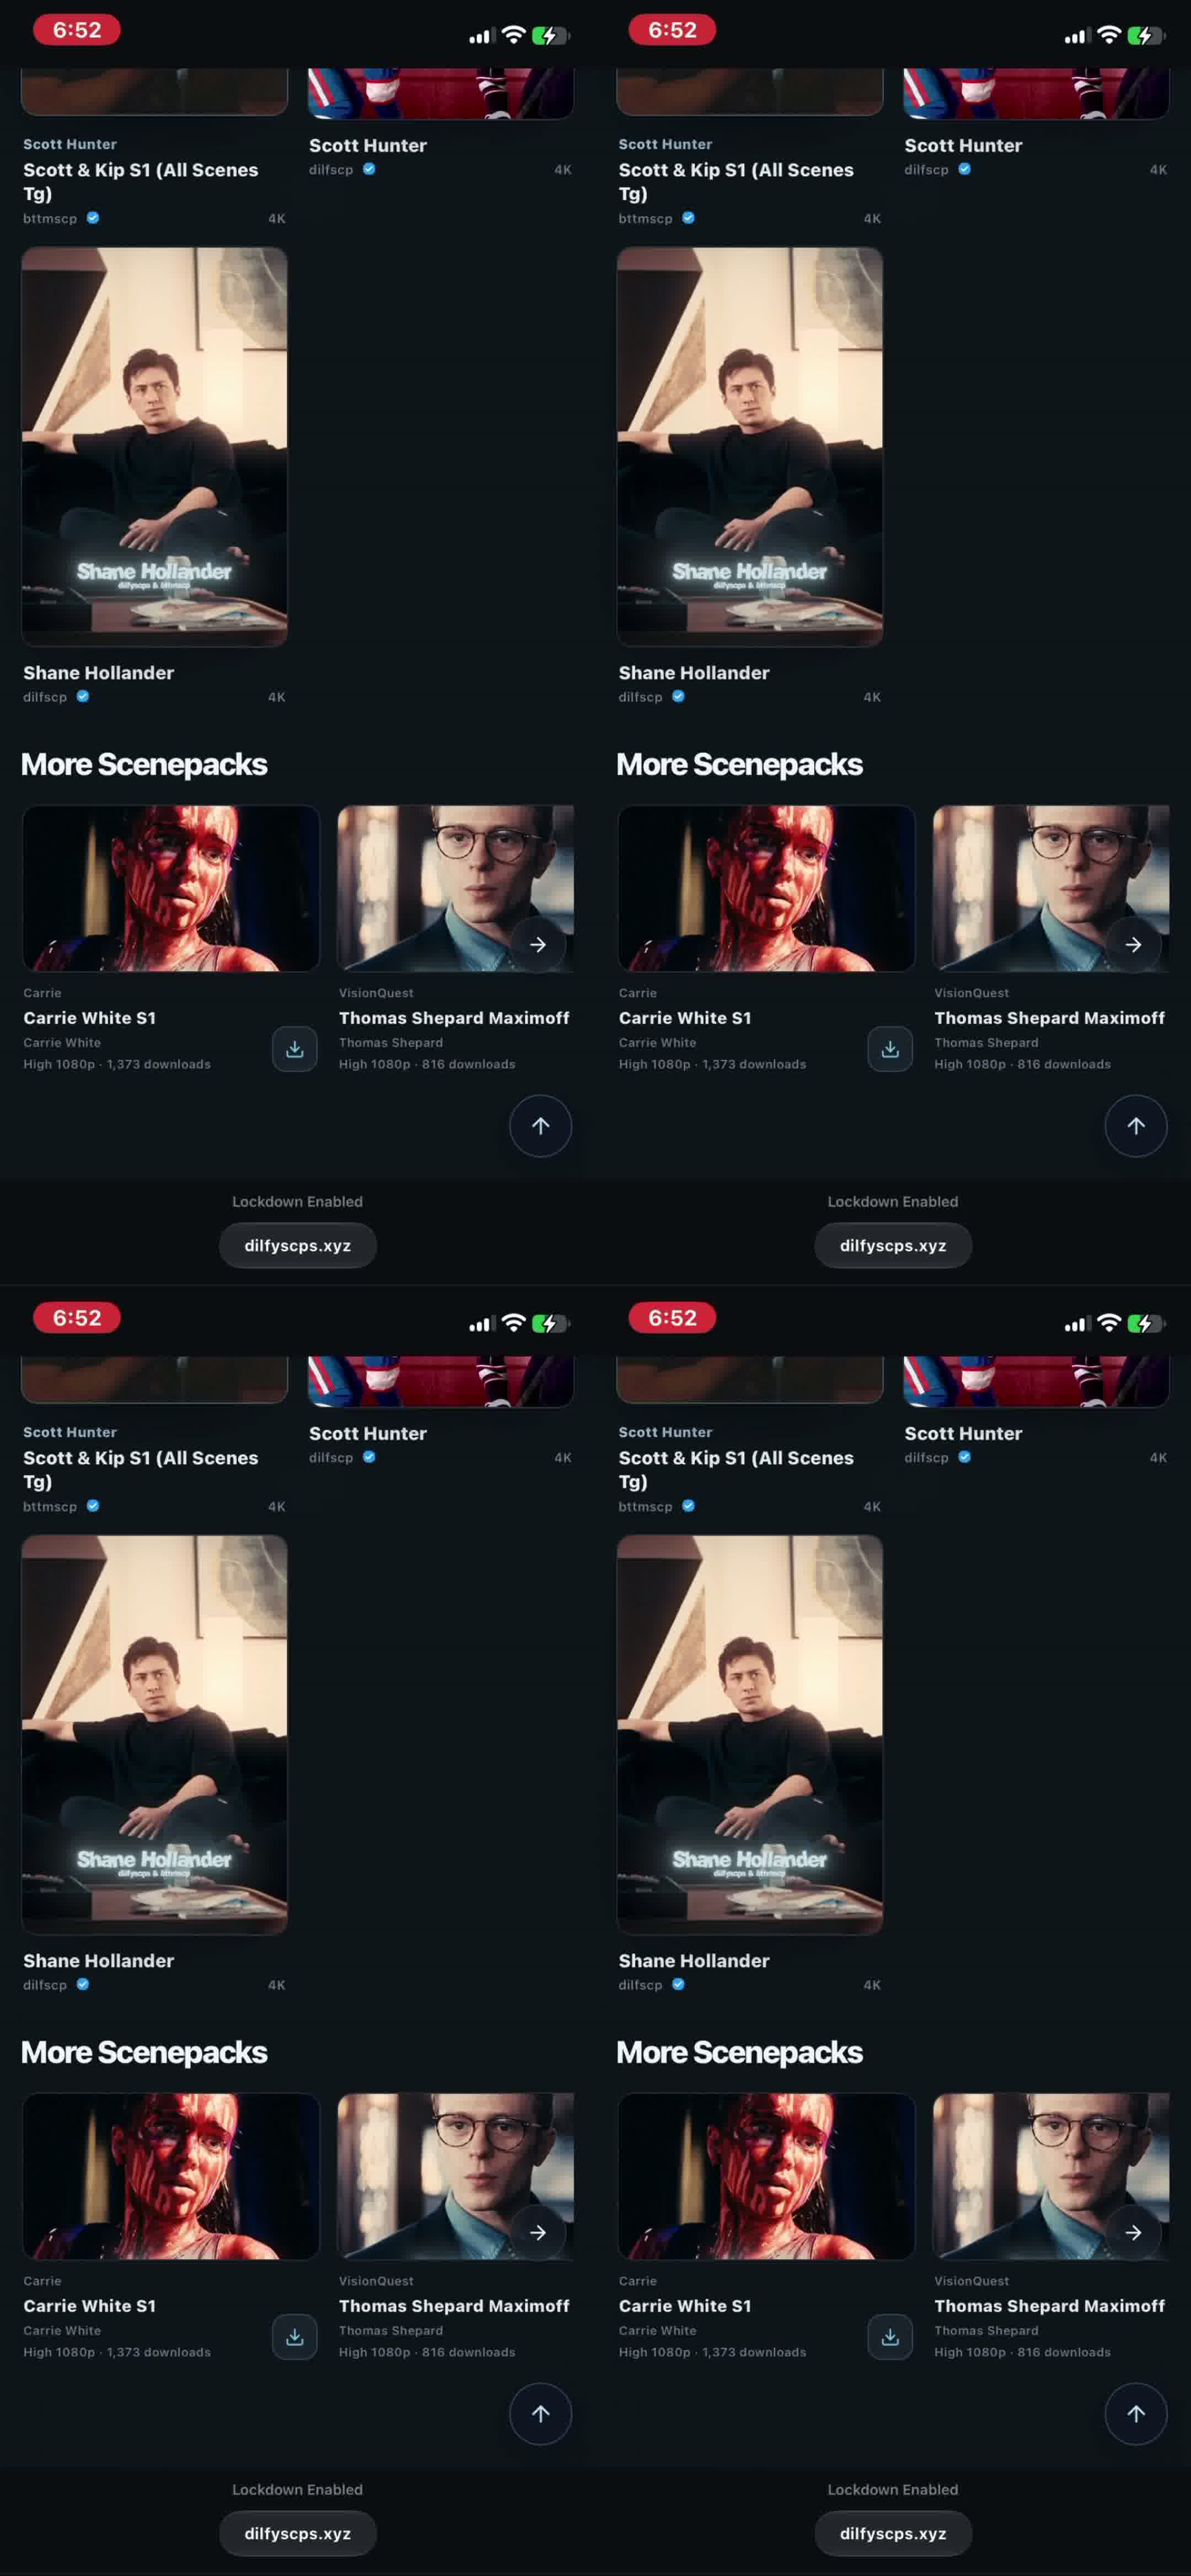 6:52
Scott Hunter
Scott & Kip S1 (All Scenes
Tg)
bttmscp 4K
Scott Hunter
dilfscp 4K
Shane Hollander
dilfyscps & bttmscp
Shane Hollander
dilfscp 4K
More Scenepacks
Carrie
Carrie White S1
Carrie White
High 1080p · 1,373 downloads
VisionQuest
Thomas Shepard Maximoff
Thomas Shepard
High 1080p · 816 downloads
Lockdown Enabled
dilfyscps.xyz
6:52
Scott Hunter
Scott & Kip S1 (All Scenes
Tg)
bttmscp 4K
Scott Hunter
dilfscp 4K
Shane Hollander
dilfyscps & bttmscp
Shane Hollander
dilfscp 4K
More Scenepacks
Carrie
Carrie White S1
Carrie White
High 1080p · 1,373 downloads
VisionQuest
Thomas Shepard Maximoff
Thomas Shepard
High 1080p · 816 downloads
Lockdown Enabled
dilfyscps.xyz
6:52
Scott Hunter
Scott & Kip S1 (All Scenes
Tg)
bttmscp 4K
Scott Hunter
dilfscp 4K
Shane Hollander
dilfyscps & bttmscp
Shane Hollander
dilfscp 4K
More Scenepacks
Carrie
Carrie White S1
Carrie White
High 1080p · 1,373 downloads
VisionQuest
Thomas Shepard Maximoff
Thomas Shepard
High 1080p · 816 downloads
Lockdown Enabled
dilfyscps.xyz
6:52
Scott Hunter
Scott & Kip S1 (All Scenes
Tg)
bttmscp 4K
Scott Hunter
dilfscp 4K
Shane Hollander
dilfyscps & bttmscp
Shane Hollander
dilfscp 4K
More Scenepacks
Carrie
Carrie White S1
Carrie White
High 1080p · 1,373 downloads
VisionQuest
Thomas Shepard Maximoff
Thomas Shepard
High 1080p · 816 downloads
Lockdown Enabled
dilfyscps.xyz